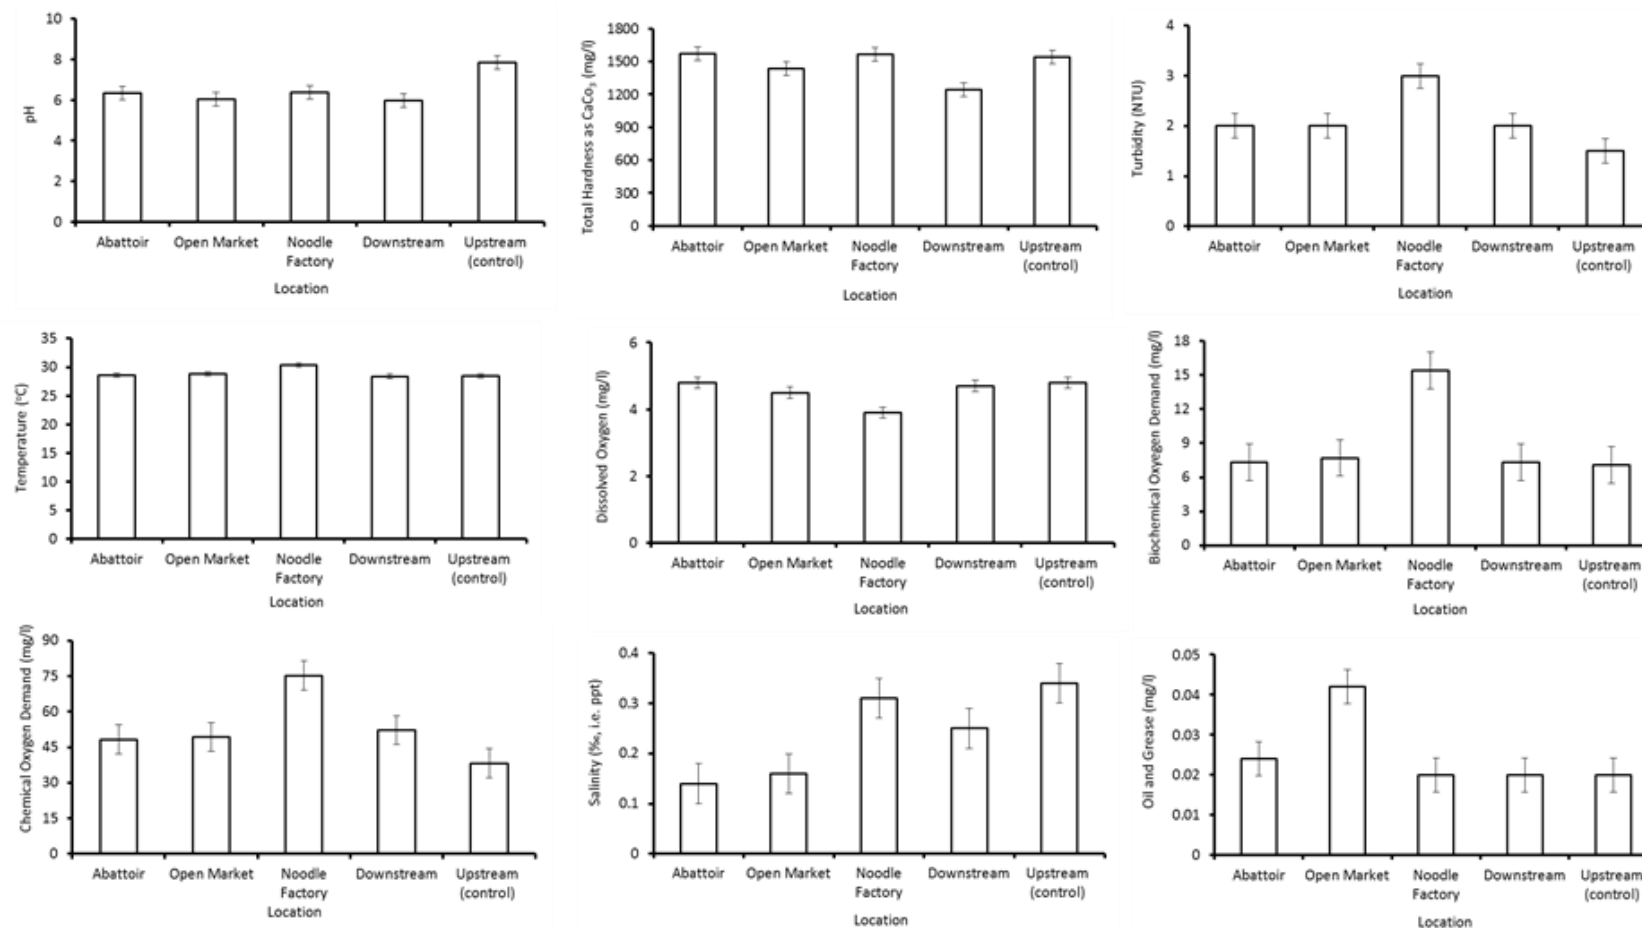 10
8
6
4
2
0
pH
Abattoir Open Market Noodle Factory Downstream Upstream (control)
Location
1800
1500
1200
900
600
300
0
Total Hardness as CaCo3 (mg/l)
Abattoir Open Market Noodle Factory Downstream Upstream (control)
Location
4
3
2
1
0
Turbidity (NTU)
Abattoir Open Market Noodle Factory Downstream Upstream (control)
Location
35
30
25
20
15
10
5
0
Temperature (°C)
Abattoir Open Market Noodle Factory Downstream Upstream (control)
Location
6
4
2
0
Dissolved Oxygen (mg/l)
Abattoir Open Market Noodle Factory Downstream Upstream (control)
Location
18
15
12
9
6
3
0
Biochemical Oxyegen Demand (mg/l)
Abattoir Open Market Noodle Factory Downstream Upstream (control)
Location
90
75
60
45
30
15
0
Chemical Oxygen Demand (mg/l)
Abattoir Open Market Noodle Factory Downstream Upstream (control)
Location
0.4
0.3
0.2
0.1
0
Salinity (‰, i.e. ppt)
Abattoir Open Market Noodle Factory Downstream Upstream (control)
Location
0.05
0.04
0.03
0.02
0.01
0
Oil and Grease (mg/l)
Abattoir Open Market Noodle Factory Downstream Upstream (control)
Location